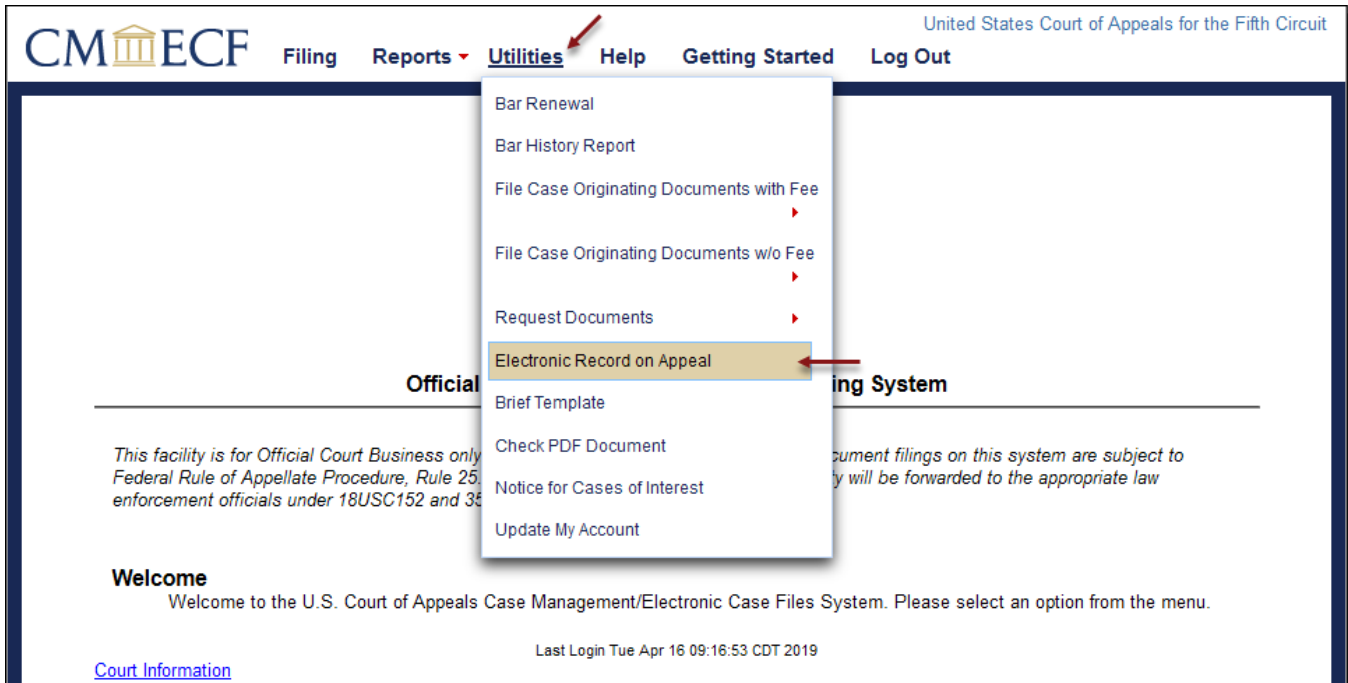 United States Court of Appeals for the Fifth Circuit
CM ECF Filing Reports Utilities Help Getting Started Log Out
Bar Renewal
Bar History Report
File Case Originating Documents with Fee
File Case Originating Documents w/o Fee
Request Documents
Electronic Record on Appeal
Brief Template
Check PDF Document
Notice for Cases of Interest
Update My Account
Official ing System
This facility is for Official Court Business only cument filings on this system are subject to
Federal Rule of Appellate Procedure, Rule 25. ty will be forwarded to the appropriate law
enforcement officials under 18USC152 and 35
Welcome
Welcome to the U.S. Court of Appeals Case Management/Electronic Case Files System. Please select an option from the menu.
Last Login Tue Apr 16 09:16:53 CDT 2019
Court Information